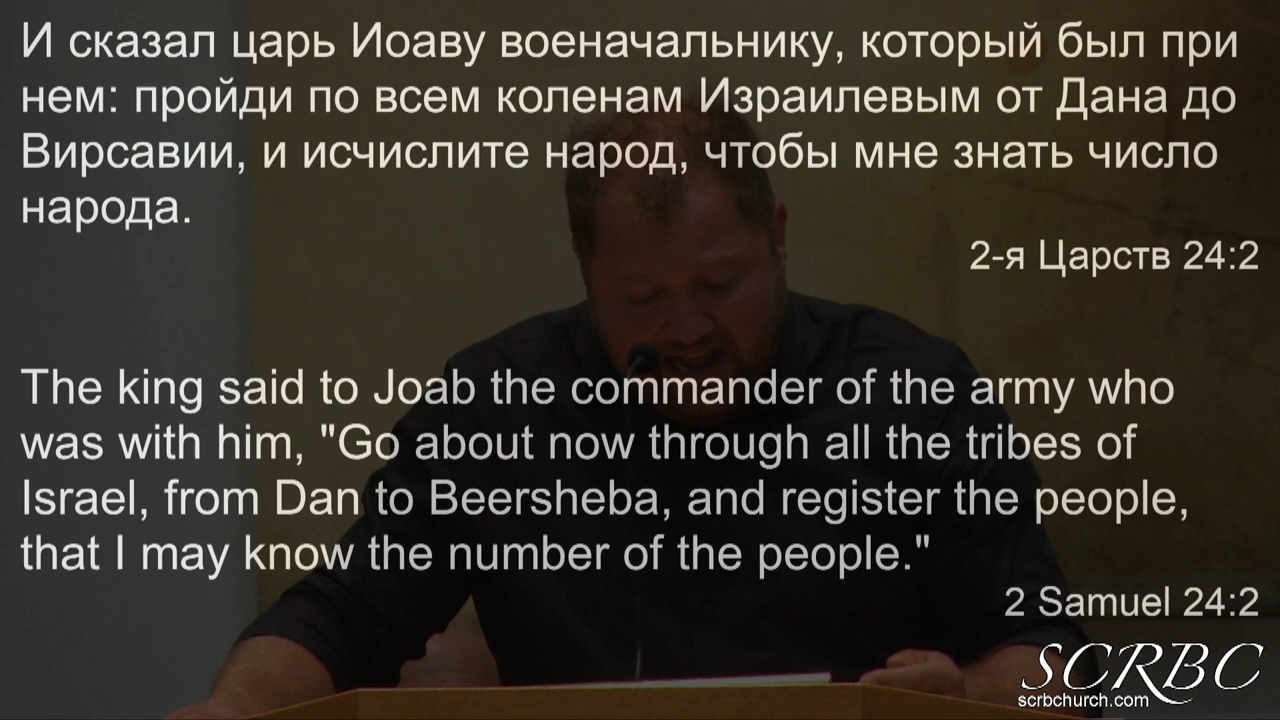 И сказал царь Иоаву военачальнику, который был при
нем: пройди по всем коленам Израилевым от Дана до
Вирсавии, и исчислите народ, чтобы мне знать число
народа.
2-я Царств 24:2
The king said to Joab the commander of the army who
was with him, "Go about now through all the tribes of
Israel, from Dan to Beersheba, and register the people,
that I may know the number of the people."
2 Samuel 24:2
SCRBC
scrbchurch.com